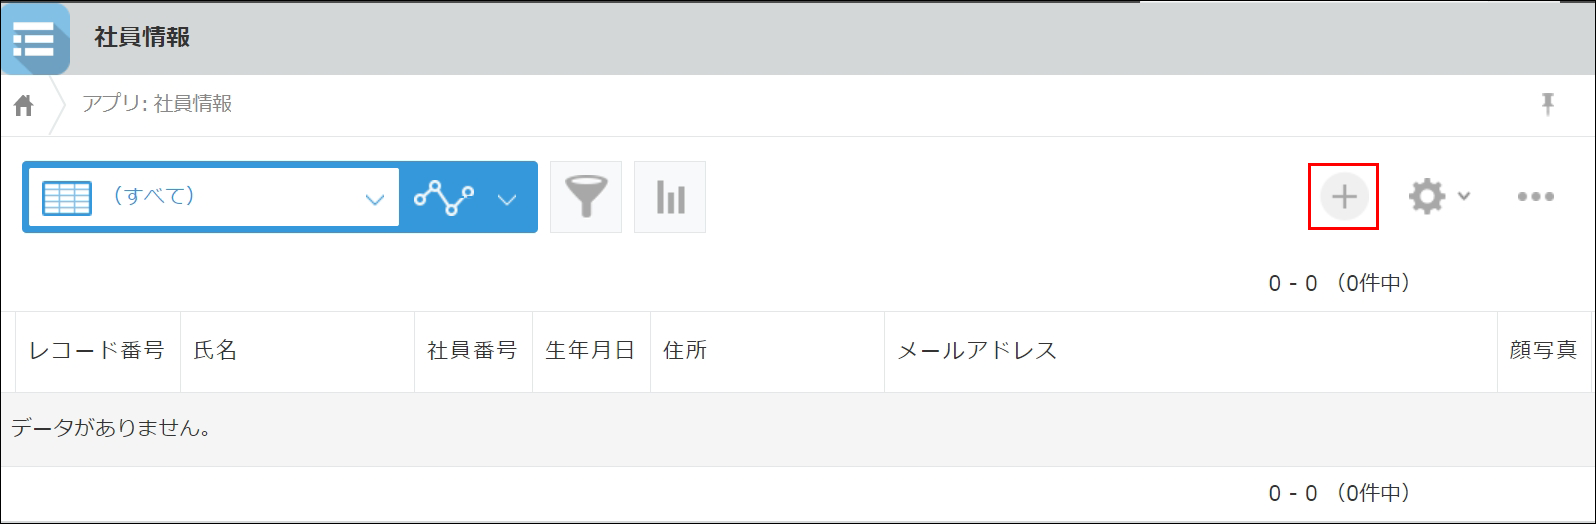 社員情報
アプリ: 社員情報
（すべて）
0 - 0 （0件中）
レコード番号 氏名 社員番号 生年月日 住所 メールアドレス 顔写真
データがありません。
0 - 0 （0件中）